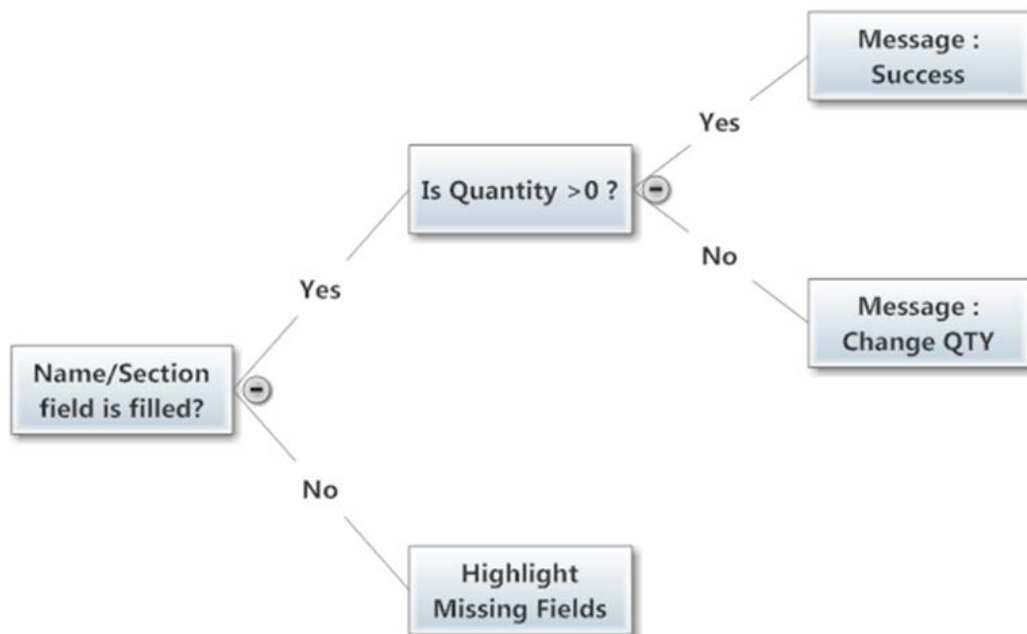 Message :
Success
Yes
Is Quantity >0 ?
No
Yes
Message :
Change QTY
Name/Section
field is filled?
No
Highlight
Missing Fields